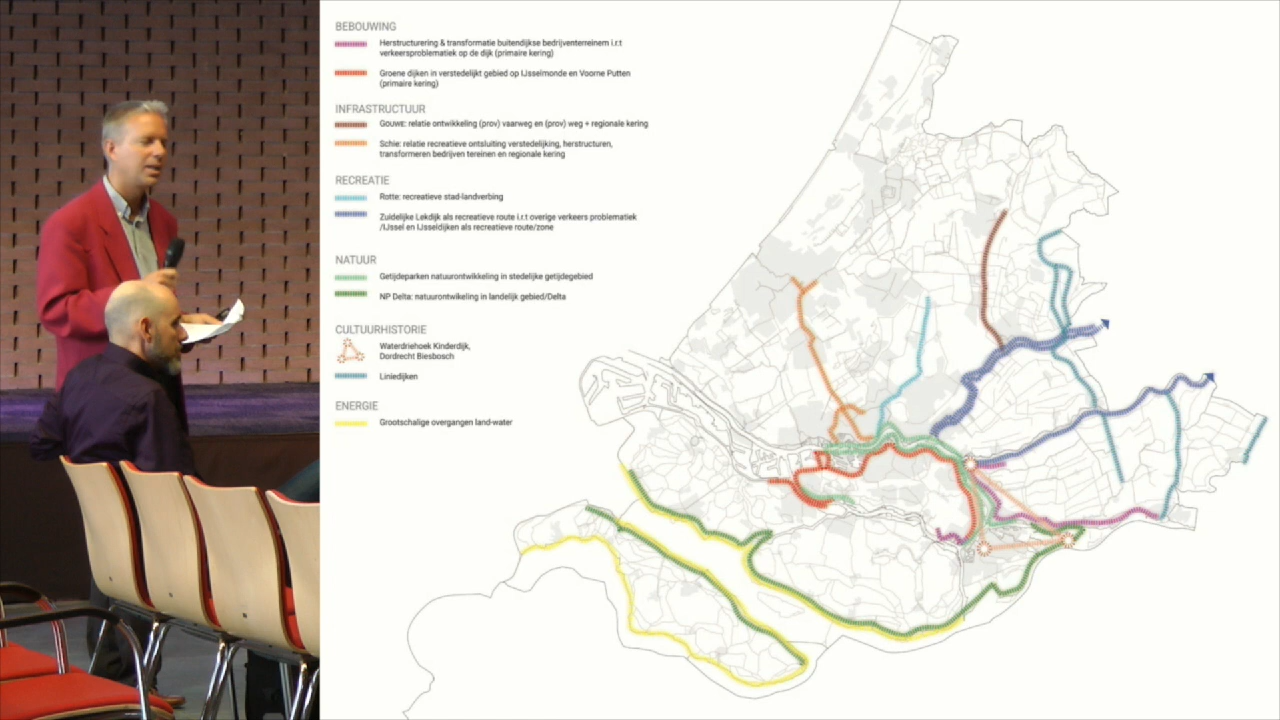 BEBOUWING
Herstructurering & transformatie buitendijkse bedrijventerreinem i.r.t
verkeersproblematiek op de dijk (primaire kering)
Groene dijken in verstedelijkt gebied op IJsselmonde en Voorne Putten
(primaire kering)
INFRASTRUCTUUR
Gouwe: relatie ontwikkeling (prov) vaarweg en (prov) weg + regionale kering
Schie: relatie recreatieve ontsluiting verstedelijking, herstructuren,
transformeren bedrijven tereinen en regionale kering
RECREATIE
Rotte: recreatieve stad-landverbing
Zuidelijke Lekdijk als recreatieve route i.r.t overige verkeers problematiek
/IJssel en IJsseldijken als recreatieve route/zone
NATUUR
Getijdeparken natuurontwikkeling in stedelijke getijdegebied
NP Delta: natuurontwikeling in landelijk gebied/Delta
CULTUURHISTORIE
Waterdriehoek Kinderdijk,
Dordrecht Biesbosch
Liniedijken
ENERGIE
Grootschalige overgangen land-water